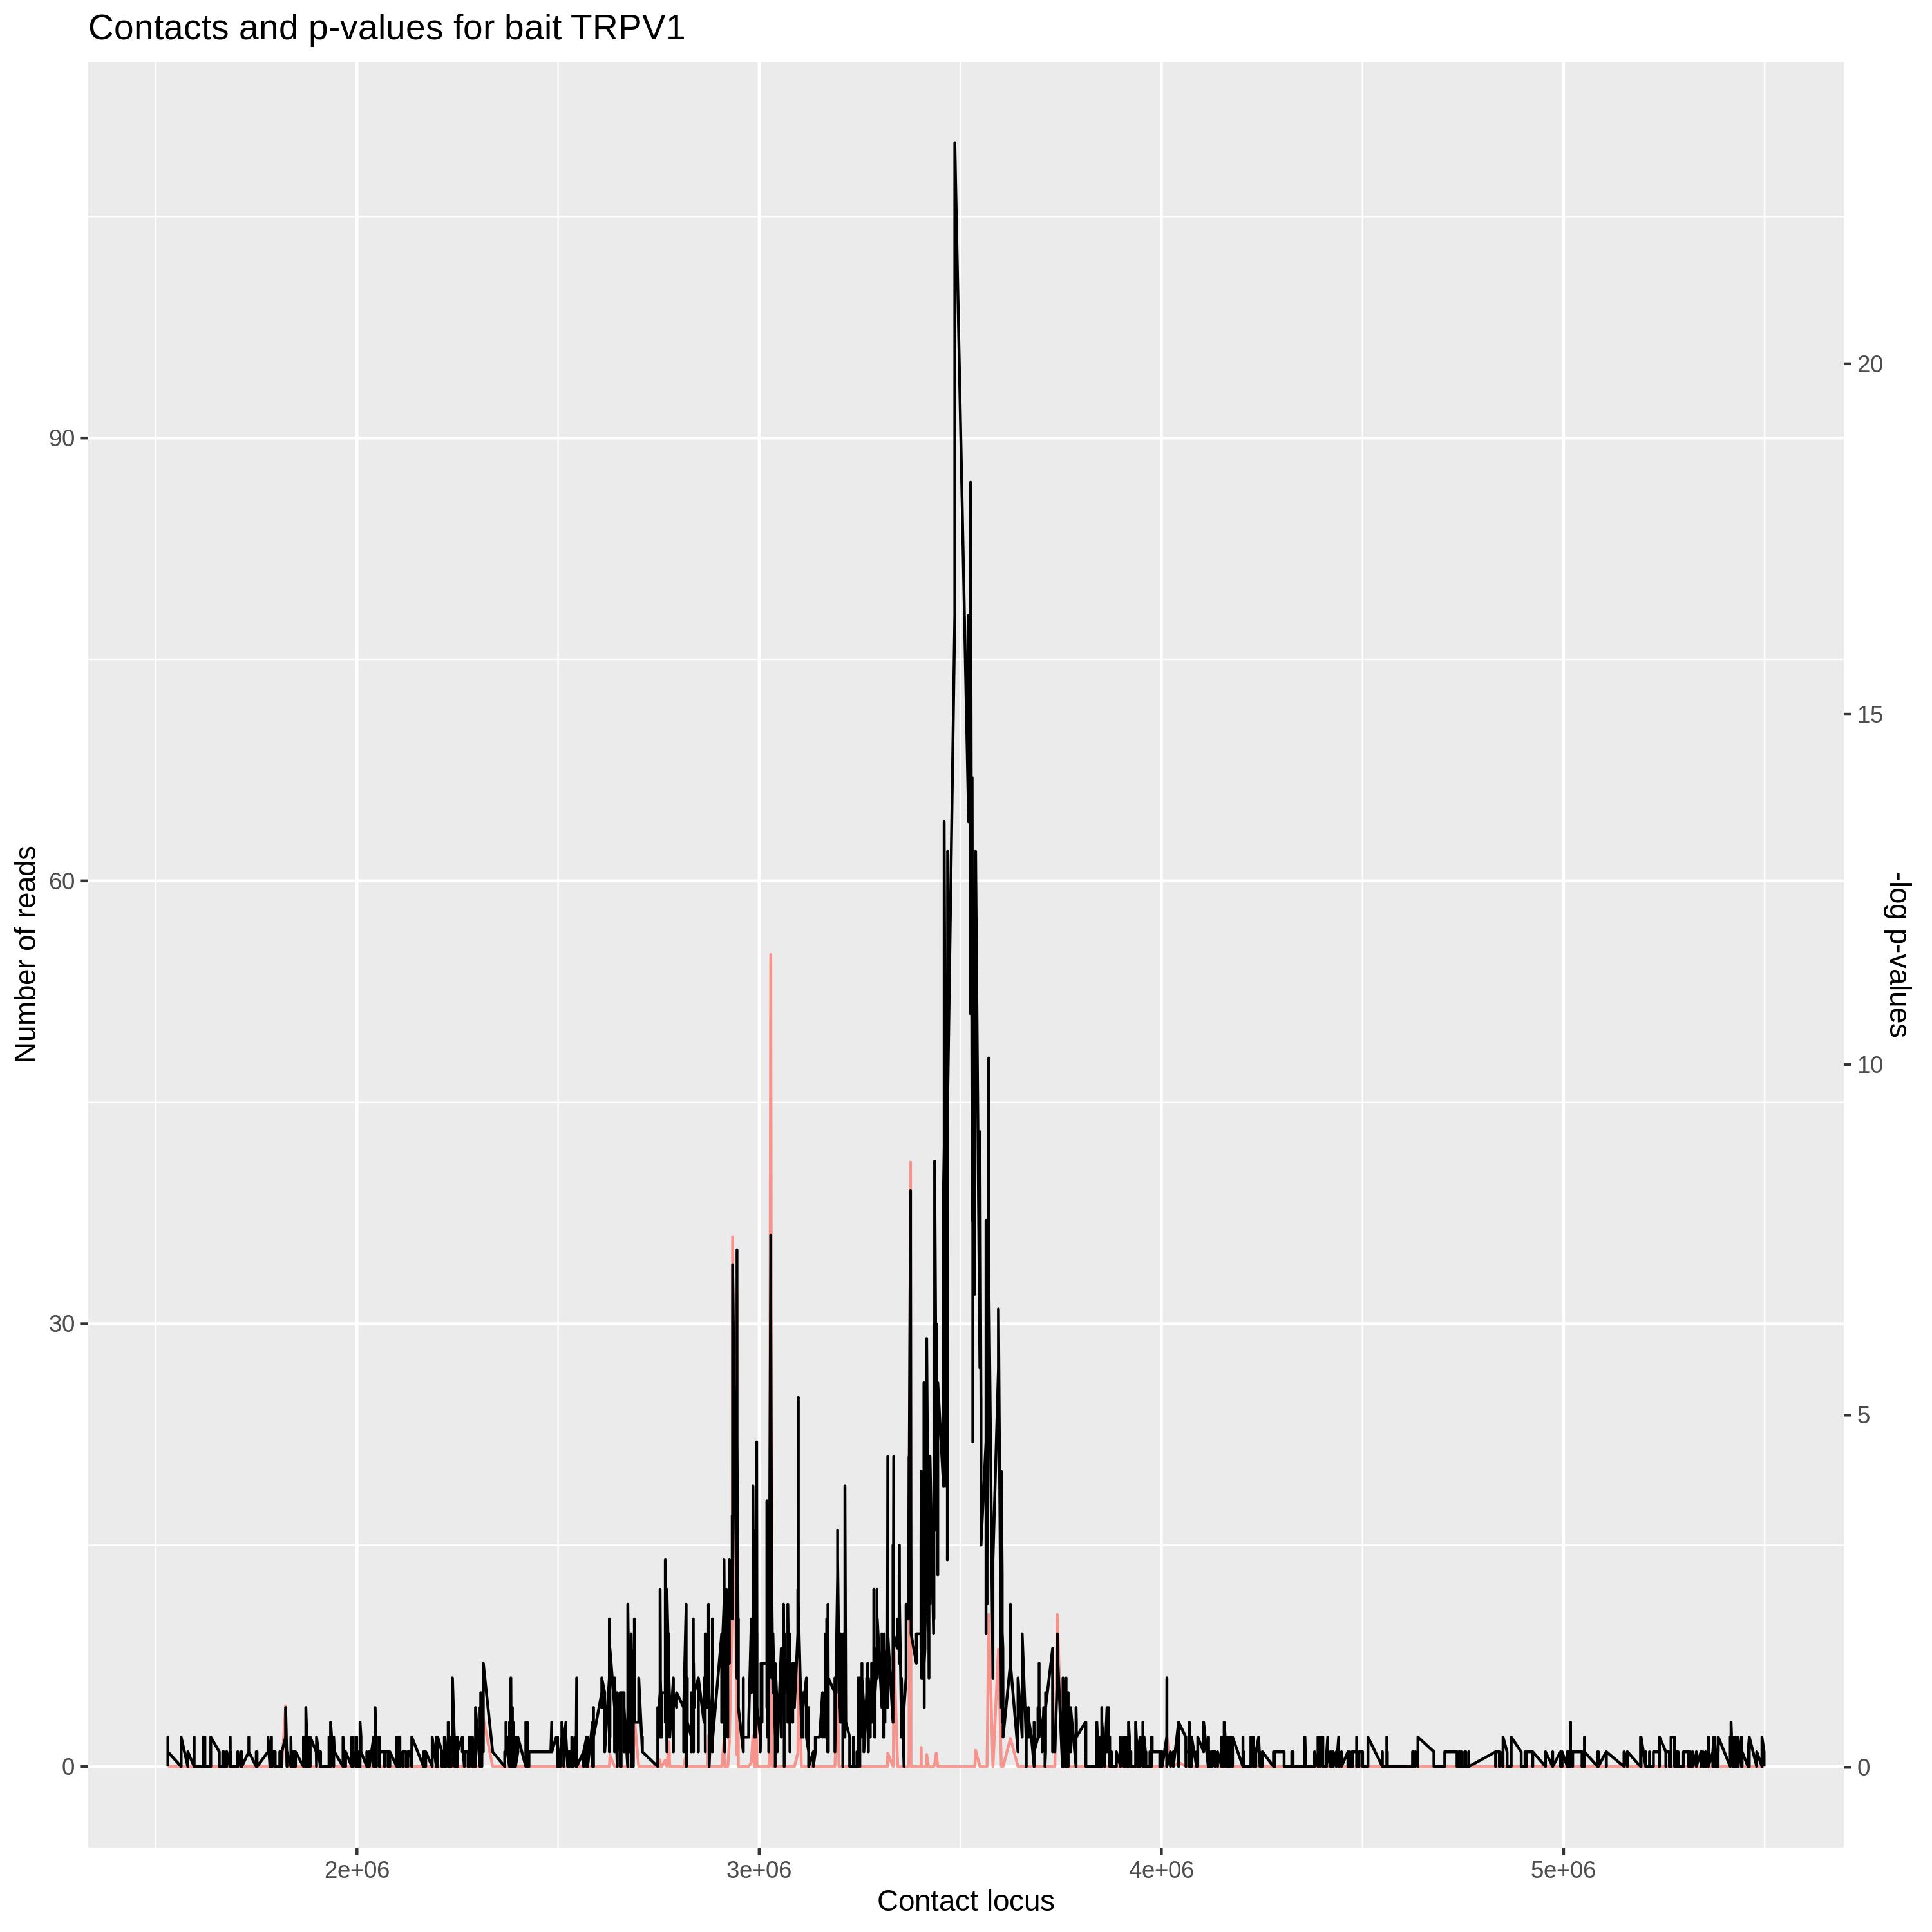 Contacts and p-values for bait TRPV1
90
60
30
0
Number of reads
20
15
10
5
0
-log p-values
2e+06
3e+06
4e+06
5e+06
Contact locus